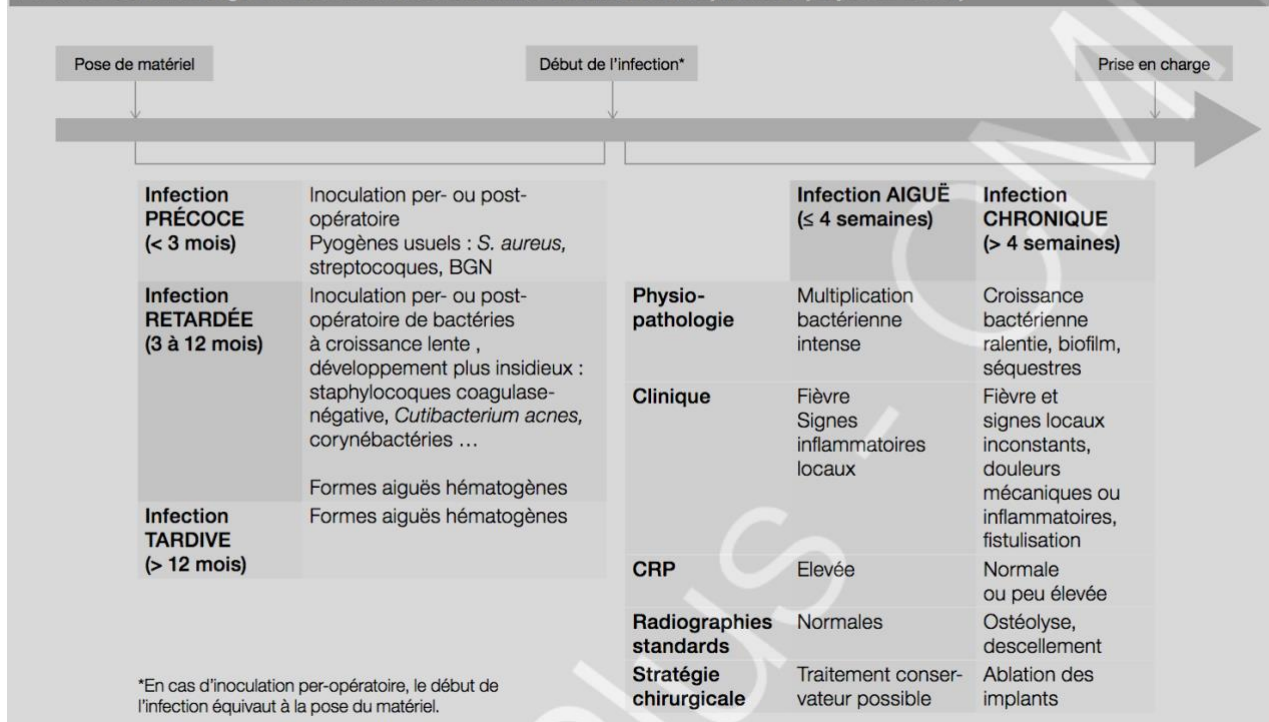 Pose de matériel
Début de l'infection*
Prise en charge
Infection
PRÉCOCE
(< 3 mois)
Inoculation per- ou post-
opératoire
Pyogènes usuels : S. aureus,
streptocoques, BGN
Infection
RETARDÉE
(3 à 12 mois)
Inoculation per- ou post-
opératoire de bactéries
à croissance lente ,
développement plus insidieux :
staphylocoques coagulase-
négative, Cutibacterium acnes,
corynébactéries …
Formes aiguës hématogènes
Infection
TARDIVE
(> 12 mois)
Formes aiguës hématogènes
*En cas d'inoculation per-opératoire, le début de
l'infection équivaut à la pose du matériel.
Infection AIGUË
(≤ 4 semaines)
Infection
CHRONIQUE
(> 4 semaines)
Physio-
pathologie
Multiplication
bactérienne
intense
Croissance
bactérienne
ralentie, biofilm,
séquestres
Clinique
Fièvre
Signes
inflammatoires
locaux
Fièvre et
signes locaux
inconstants,
douleurs
mécaniques ou
inflammatoires,
fistulisation
CRP
Elevée
Normale
ou peu élevée
Radiographies
standards
Normales
Ostéolyse,
descellement
Stratégie
chirurgicale
Traitement conser-
vateur possible
Ablation des
implants